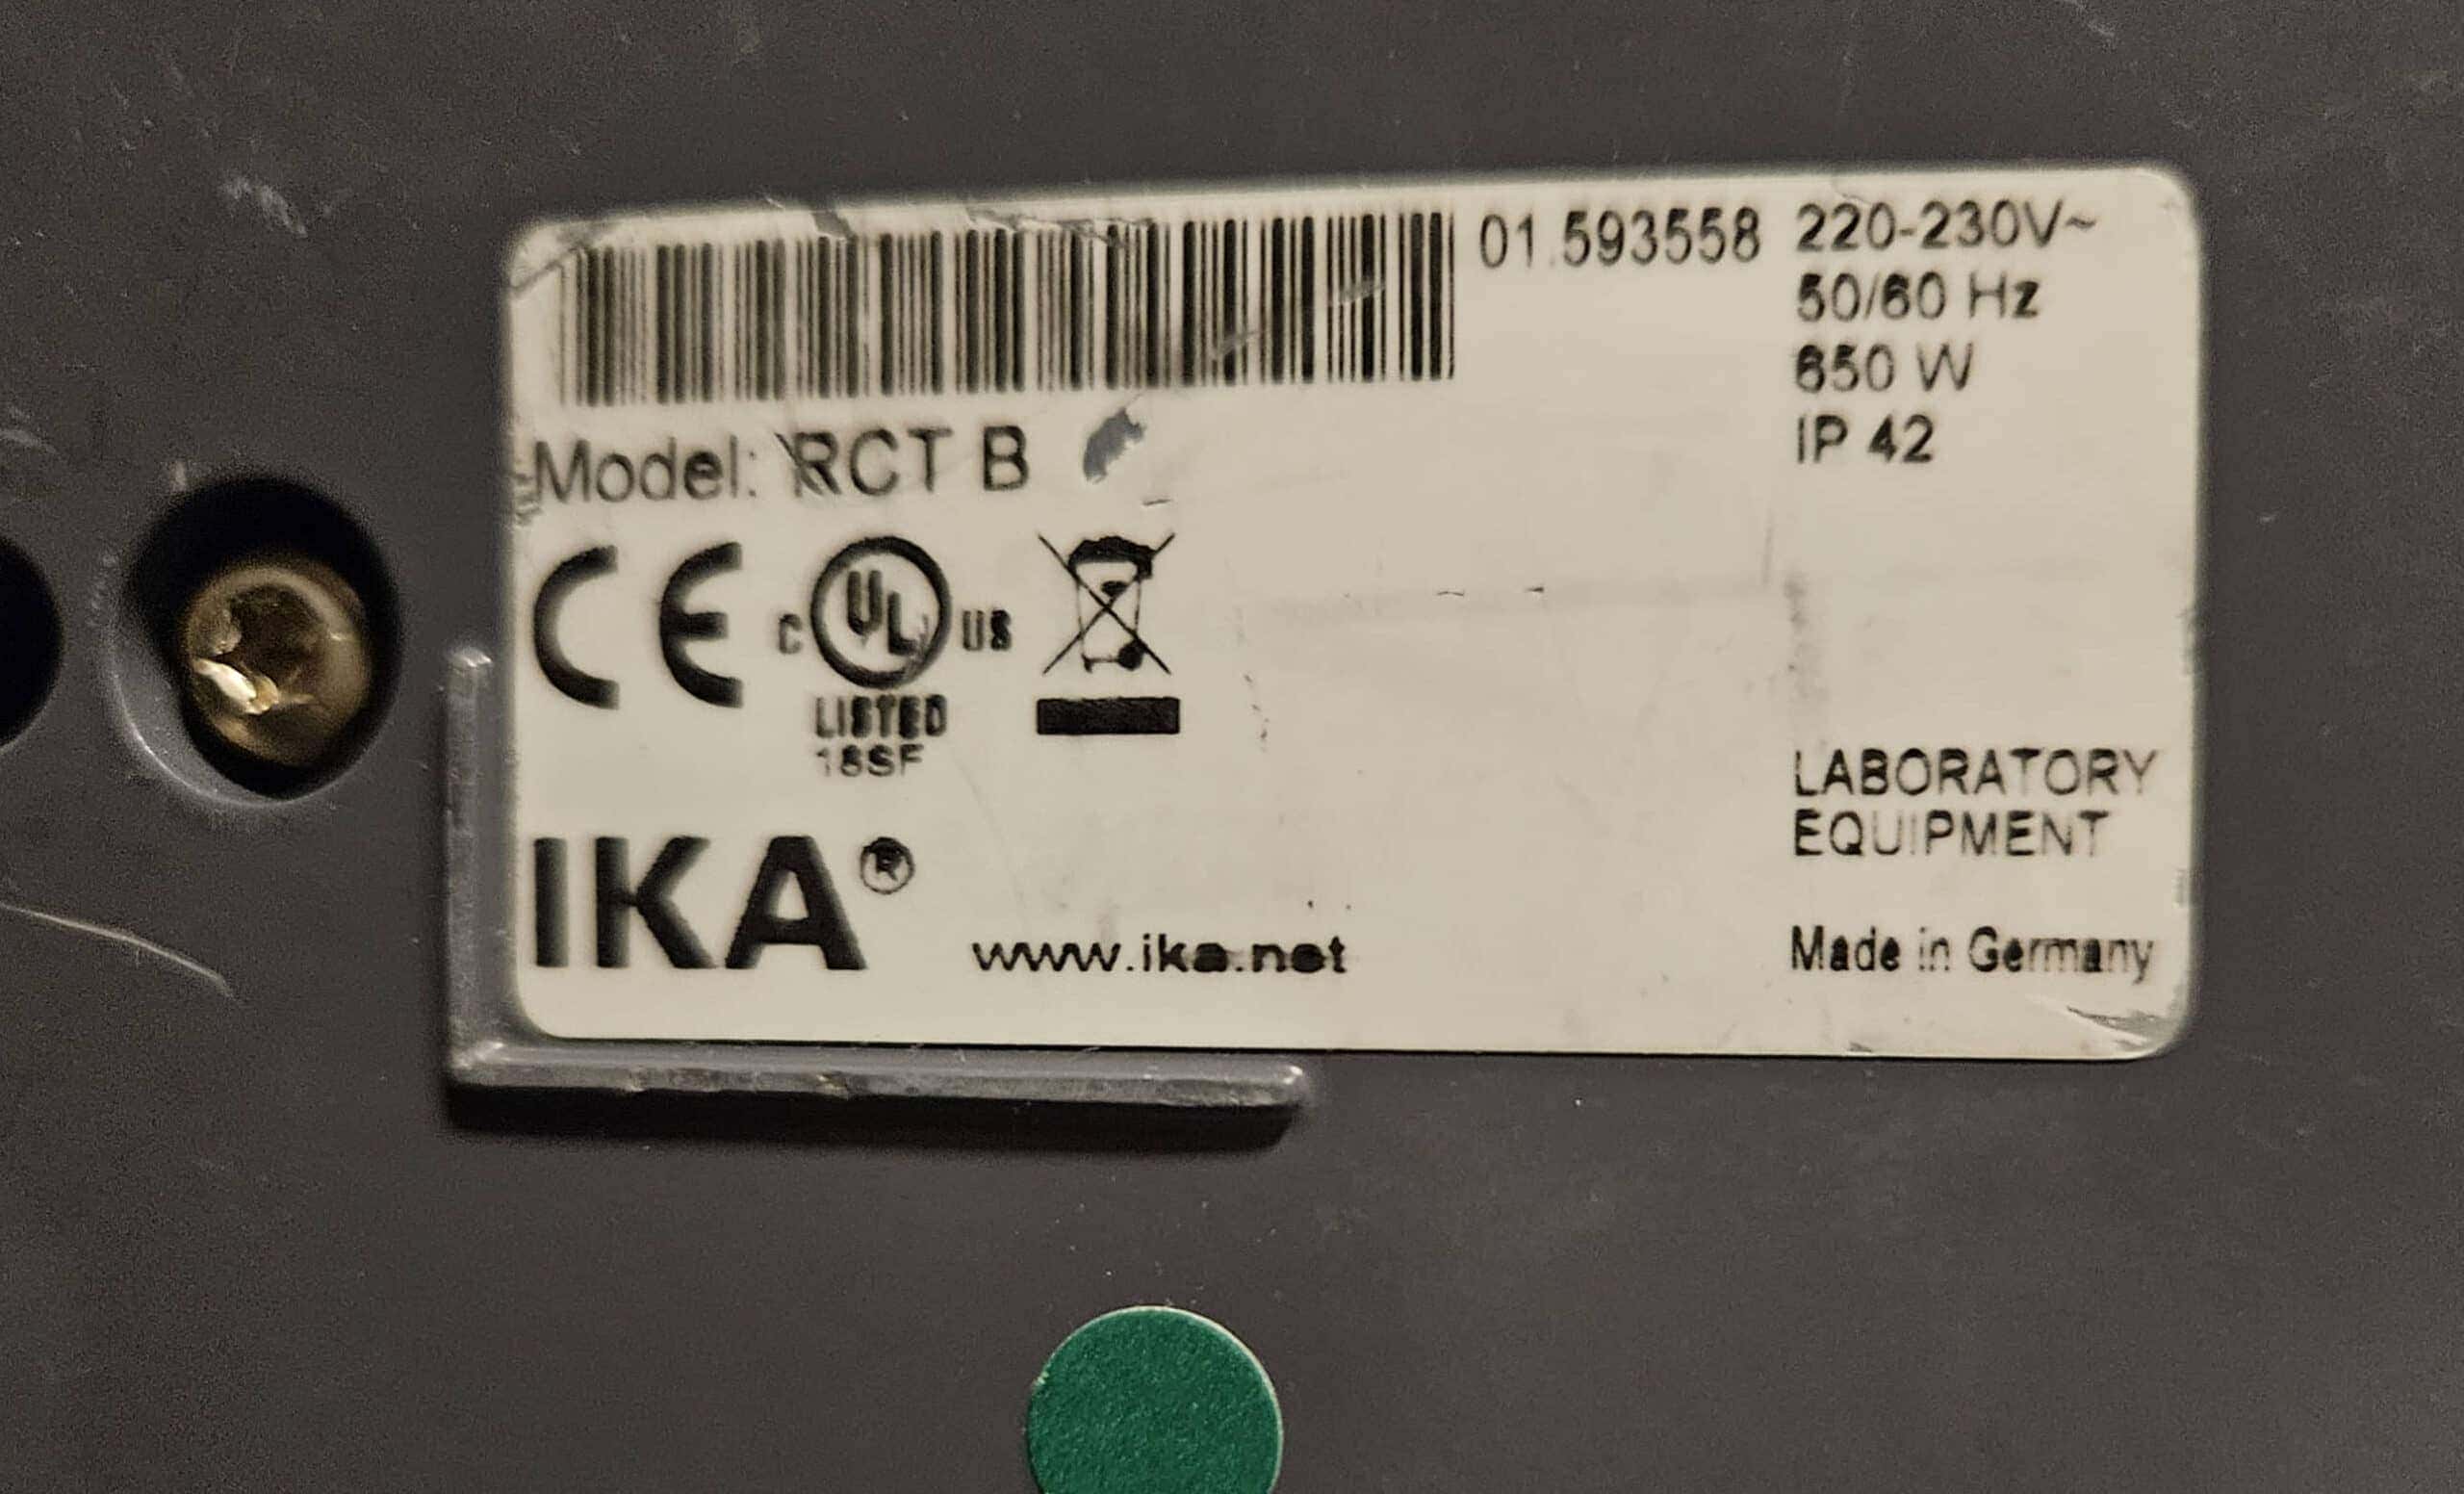 01.593558
220-230V~
50/60 Hz
650 W
IP 42
Model: RCT B
CE
C UL US
LISTED
18SF
LABORATORY
EQUIPMENT
IKA®
www.ika.net
Made in Germany